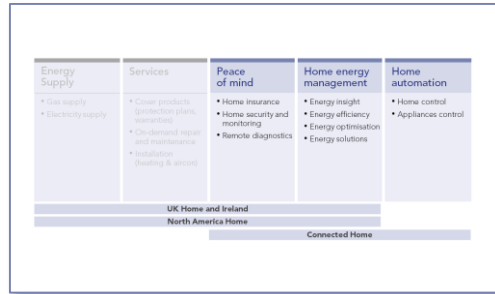 Energy
Supply
• Gas supply
• Electricity supply
Services
• Cover products
(protection plans,
warranties)
• On-demand repair
and maintenance
• Installation
(heating & aircon)
Peace
of mind
• Home insurance
• Home security and
monitoring
• Remote diagnostics
Home energy
management
• Energy insight
• Energy efficiency
• Energy optimisation
• Energy solutions
Home
automation
• Home control
• Appliances control
UK Home and Ireland
North America Home
Connected Home